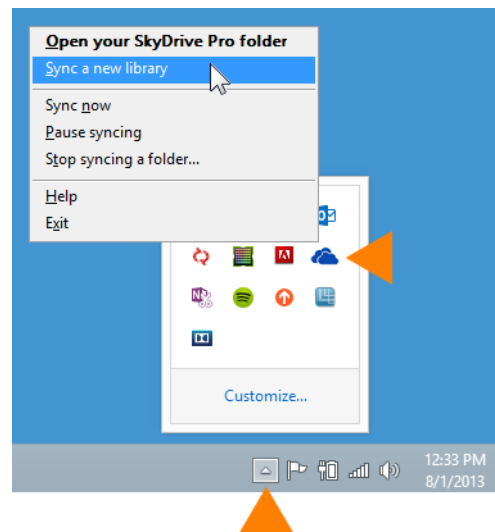 Open your SkyDrive Pro folder
Sync a new library
Sync now
Pause syncing
Stop syncing a folder...
Help
Exit
Customize...
12:33 PM
8/1/2013